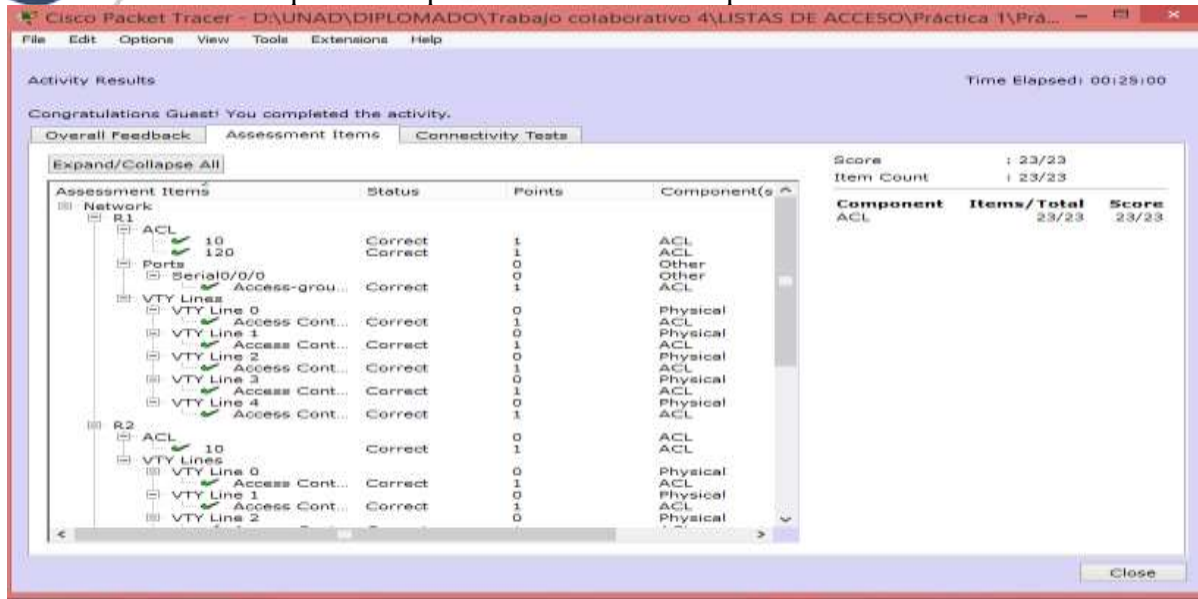 Cisco Packet Tracer - D:\UNAD\DIPLOMADO\Trabajo colaborativo 4\LISTAS DE ACCESO\Práctica 1\Prá...
File Edit Options View Tools Extensions Help
Activity Results Time Elapsed: 00:25:00
Congratulations Guest! You completed the activity.
Overall Feedback Assessment Items Connectivity Tests
Expand/Collapse All
Score : 23/23
Item Count : 23/23
Component Items/Total Score
ACL 23/23 23/23
Assessment Items Status Points Component(s
Network
R1
ACL
10 Correct 1 ACL
120 Correct 1 ACL
Ports 0 Other
Serial0/0/0 0 Other
Access-grou... Correct 1 ACL
VTY Lines
VTY Line 0 0 Physical
Access Cont... Correct 1 ACL
VTY Line 1 0 Physical
Access Cont... Correct 1 ACL
VTY Line 2 0 Physical
Access Cont... Correct 1 ACL
VTY Line 3 0 Physical
Access Cont... Correct 1 ACL
VTY Line 4 0 Physical
Access Cont... Correct 1 ACL
R2
ACL 0 ACL
10 Correct 1 ACL
VTY Lines
VTY Line 0 0 Physical
Access Cont... Correct 1 ACL
VTY Line 1 0 Physical
Access Cont... Correct 1 ACL
VTY Line 2 0 Physical
Close